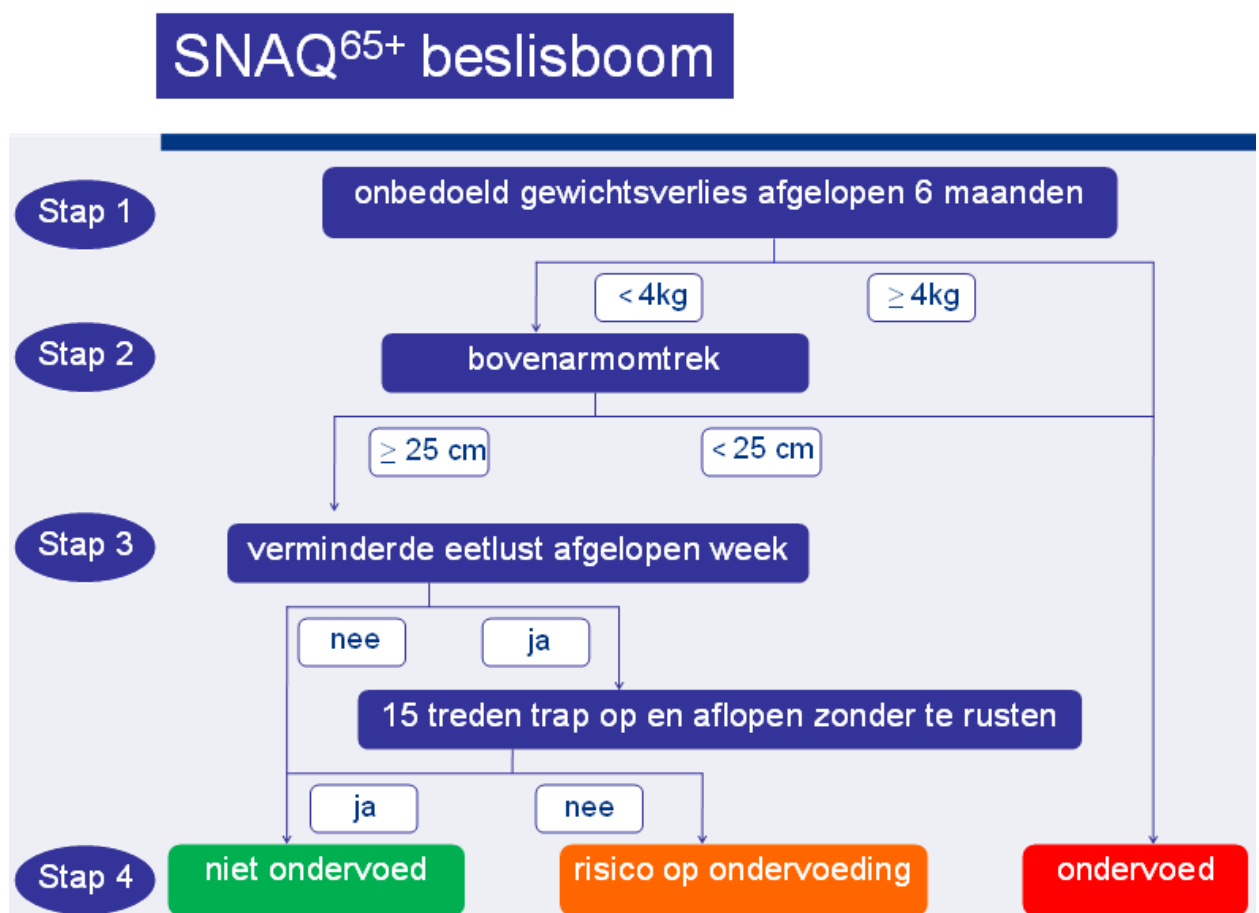 SNAQ65+ beslisboom
Stap 1
onbedoeld gewichtsverlies afgelopen 6 maanden
< 4kg
≥ 4kg
Stap 2
bovenarmomtrek
≥ 25 cm
< 25 cm
Stap 3
verminderde eetlust afgelopen week
nee
ja
15 treden trap op en aflopen zonder te rusten
ja
nee
Stap 4
niet ondervoed
risico op ondervoeding
ondervoed